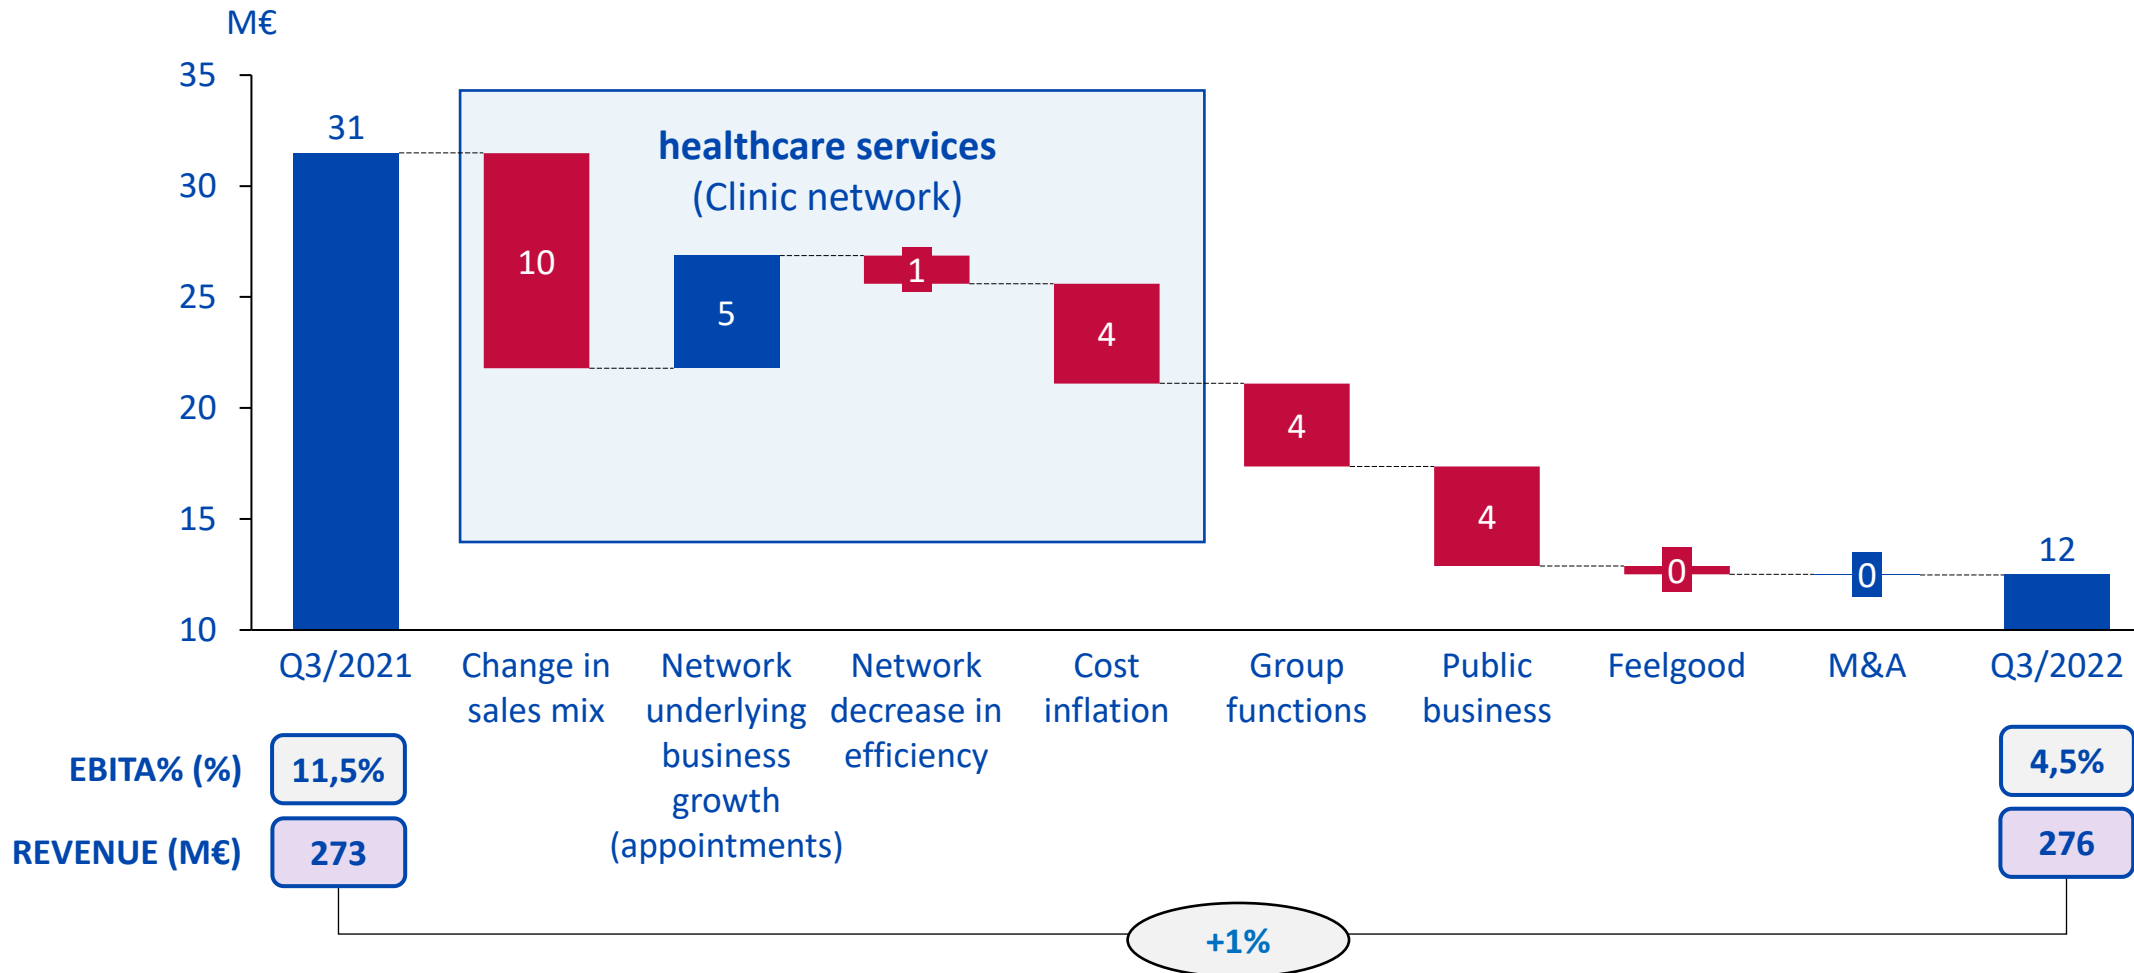 M€
35
30
25
20
15
10
31
healthcare services
(Clinic network)
10
5
1
4
4
4
0
0
12
Q3/2021
Change in
sales mix
Network
underlying
business
growth
(appointments)
Network
decrease in
efficiency
Cost
inflation
Group
functions
Public
business
Feelgood
M&A
Q3/2022
EBITA% (%)
11,5%
4,5%
REVENUE (M€)
273
276
+1%